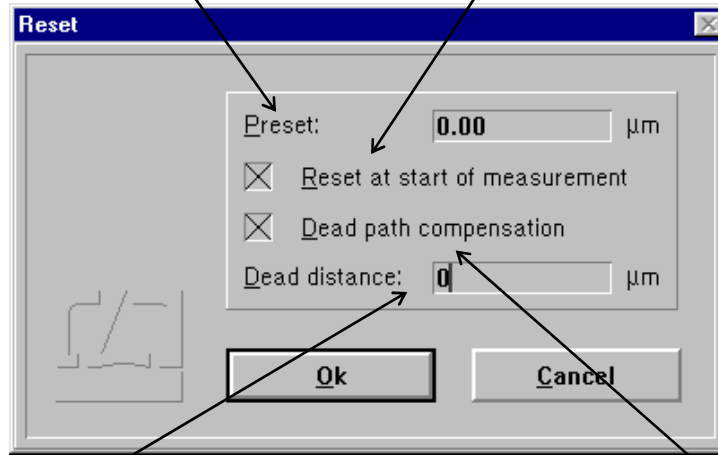 Reset
Preset: 0.00 µm
Reset at start of measurement
Dead path compensation
Dead distance: 0 µm
Ok Cancel